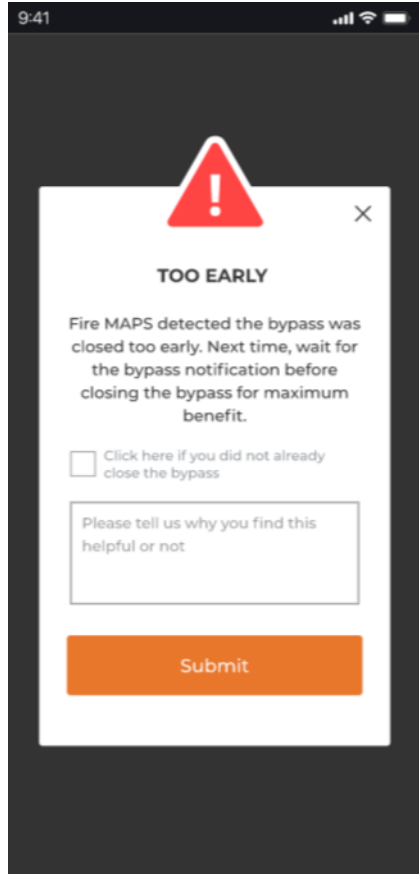 9:41
!
TOO EARLY
Fire MAPS detected the bypass was
closed too early. Next time, wait for
the bypass notification before
closing the bypass for maximum
benefit.
Click here if you did not already
close the bypass
Please tell us why you find this
helpful or not
Submit